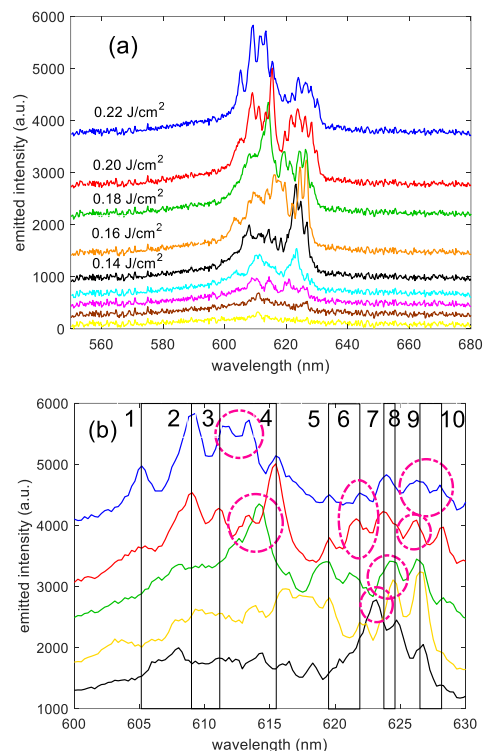 (a)
6000
5000
4000
3000
2000
1000
0
emitted intensity (a.u.)
0.22 J/cm²
0.20 J/cm²
0.18 J/cm²
0.16 J/cm²
0.14 J/cm²
560 580 600 620 640 660 680
wavelength (nm)
(b)
1 2 3 4 5 6 7 8 9 10
6000
5000
4000
3000
2000
1000
emitted intensity (a.u.)
600 605 610 615 620 625 630
wavelength (nm)